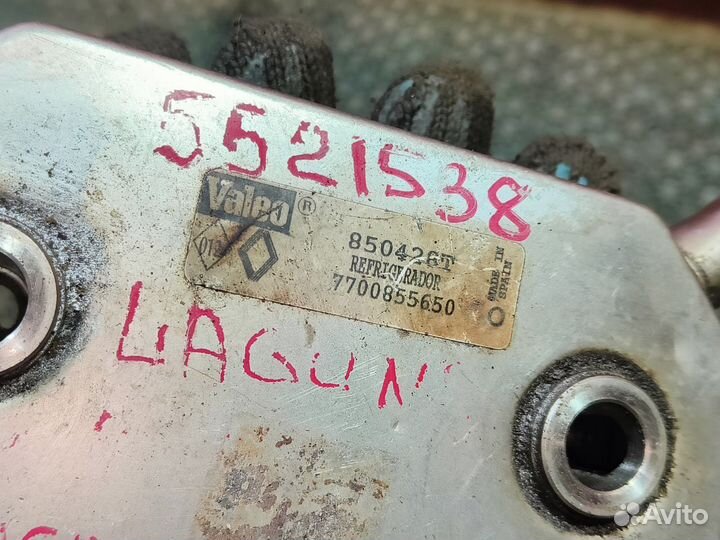 5521538
Valeo ®
850426T
REFRIGERADOR
7700855650
MADE IN
SPAIN
LAGUN
Avito